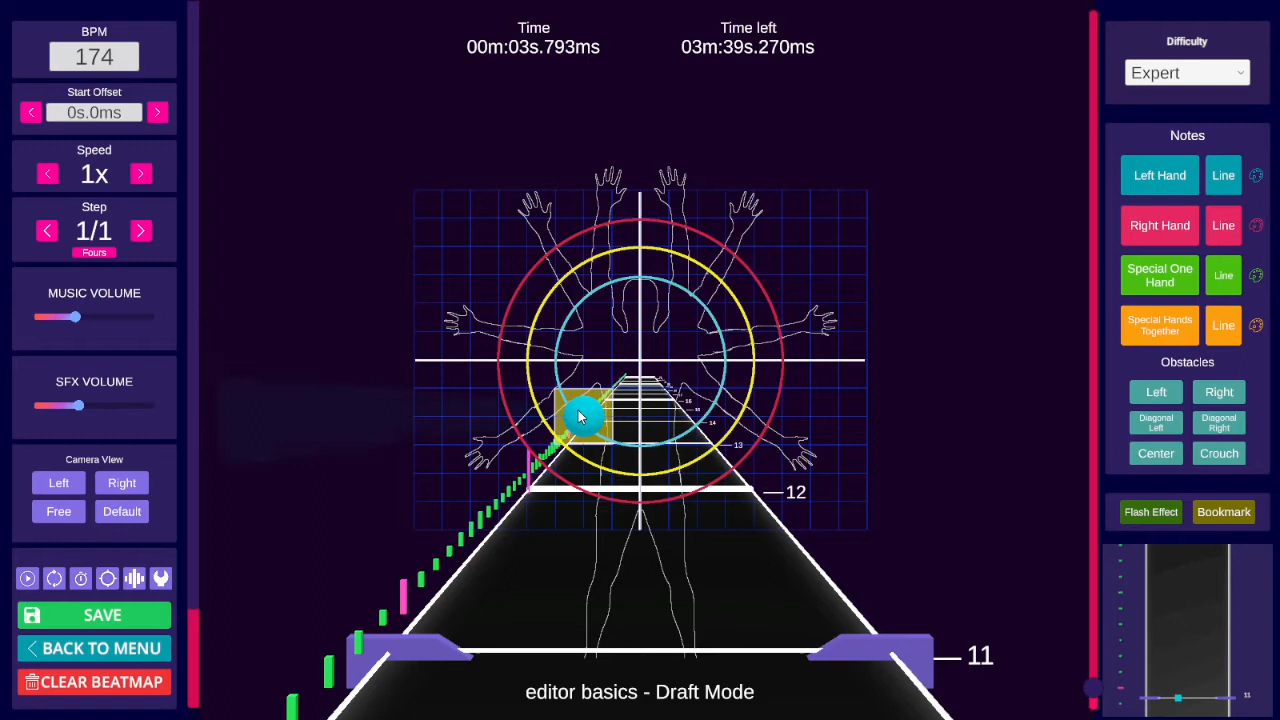 BPM
174
Start Offset
0s.0ms
Speed
1x
Step
1/1
Fours
MUSIC VOLUME
SFX VOLUME
Camera View
Left Right
Free Default
SAVE
BACK TO MENU
CLEAR BEATMAP
Time
00m:03s.793ms
Time left
03m:39s.270ms
14
13
12
11
editor basics - Draft Mode
Difficulty
Expert
Notes
Left Hand Line
Right Hand Line
Special One Hand Line
Special Hands Together Line
Obstacles
Left Right
Diagonal Left Diagonal Right
Center Crouch
Flash Effect Bookmark
11